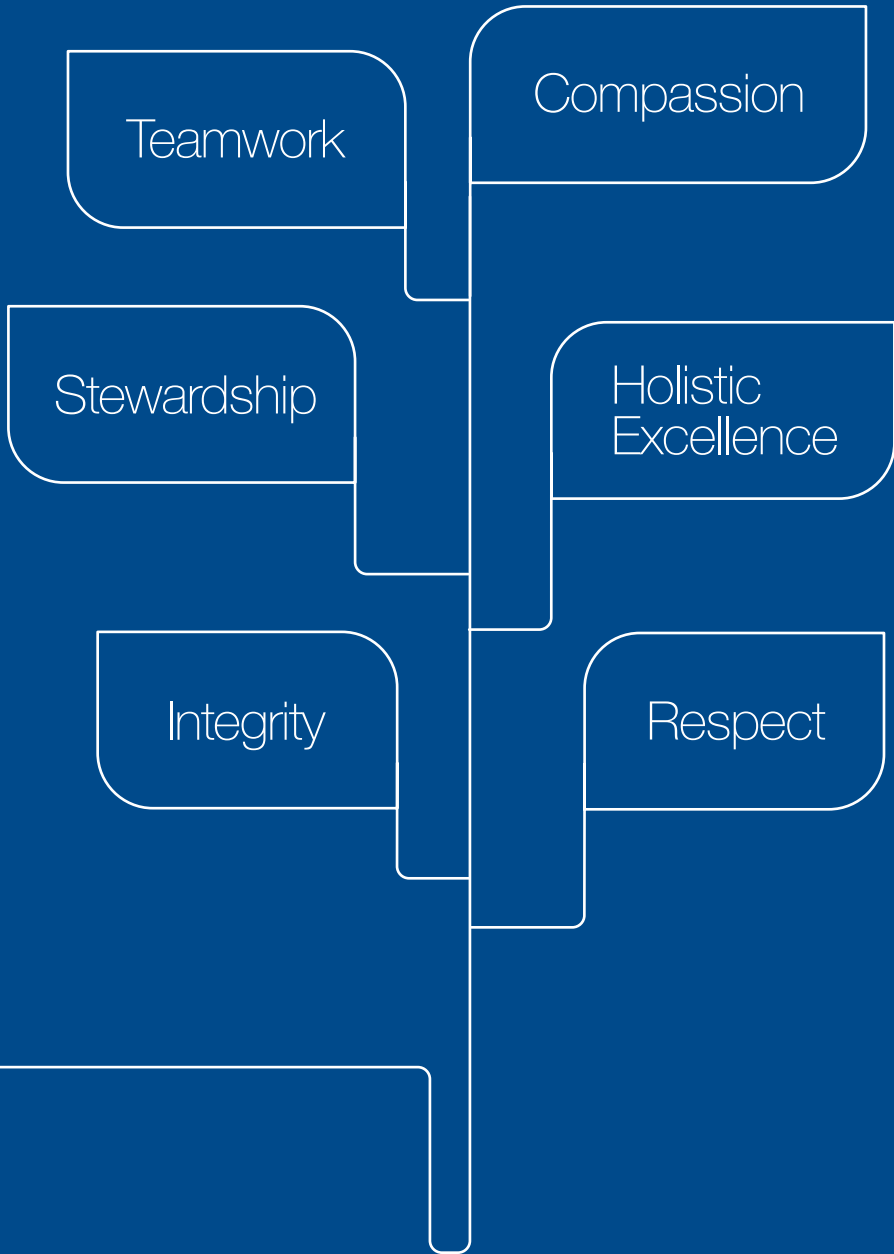 Teamwork
Compassion
Stewardship
Holistic
Excellence
Integrity
Respect